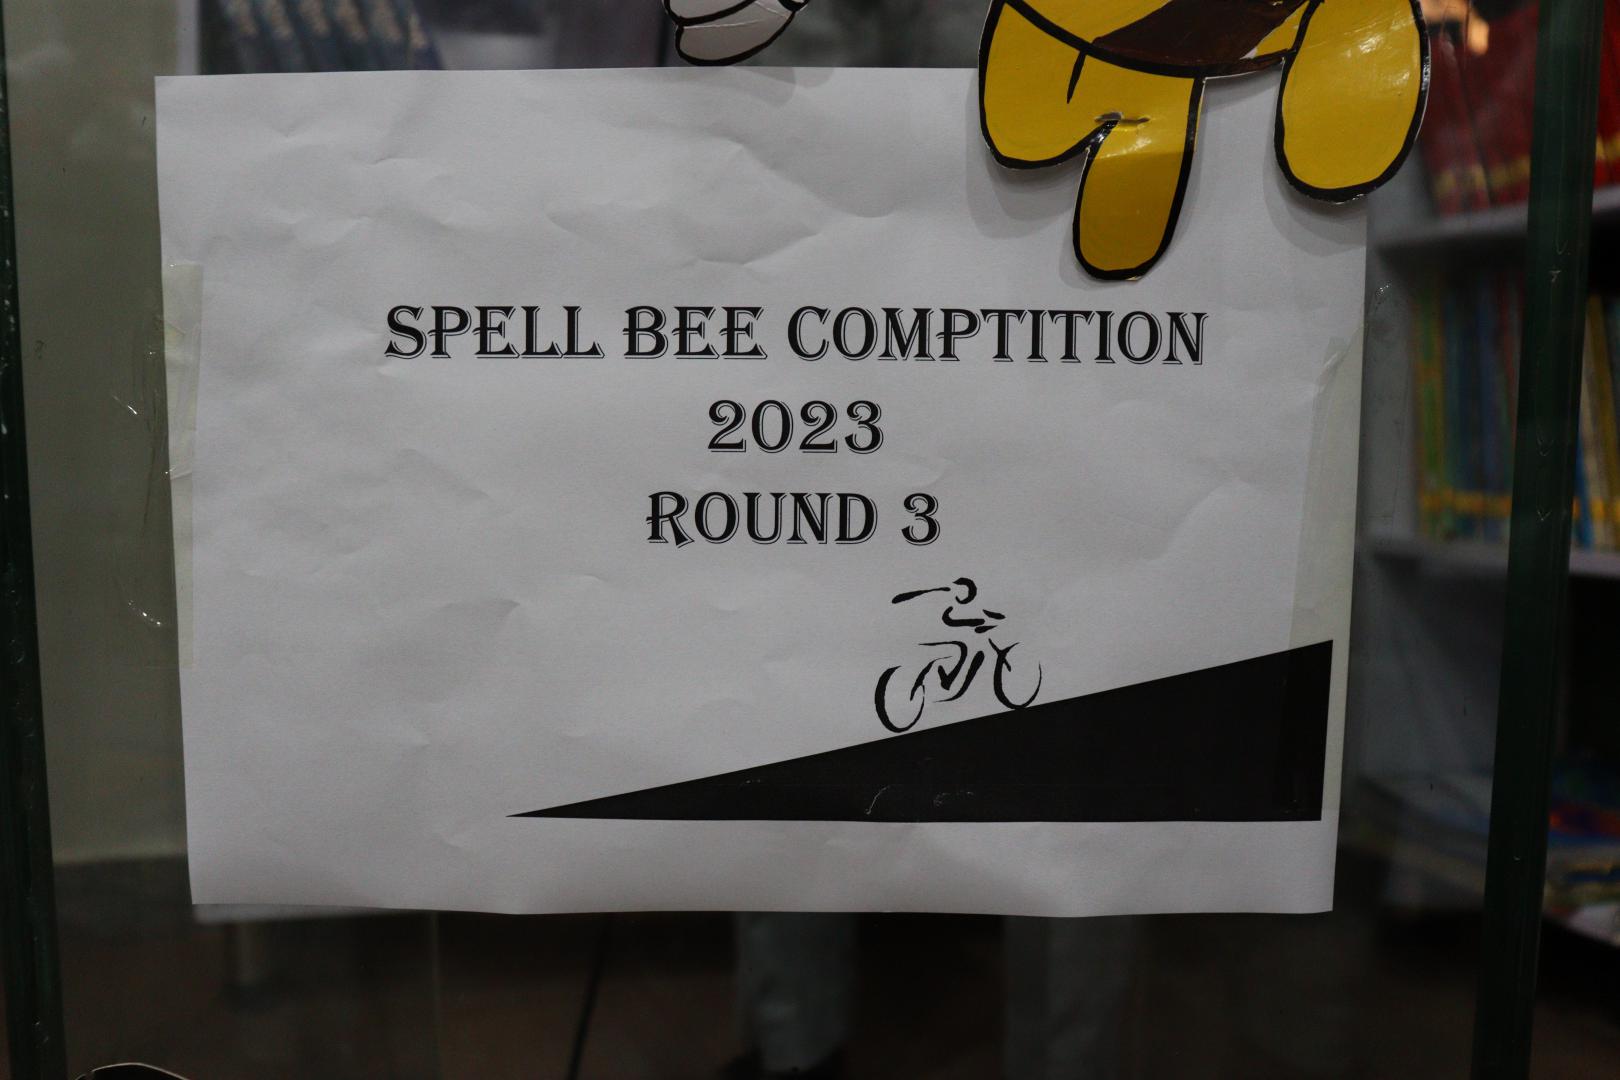 SPELL BEE COMPTITION
2023
ROUND 3